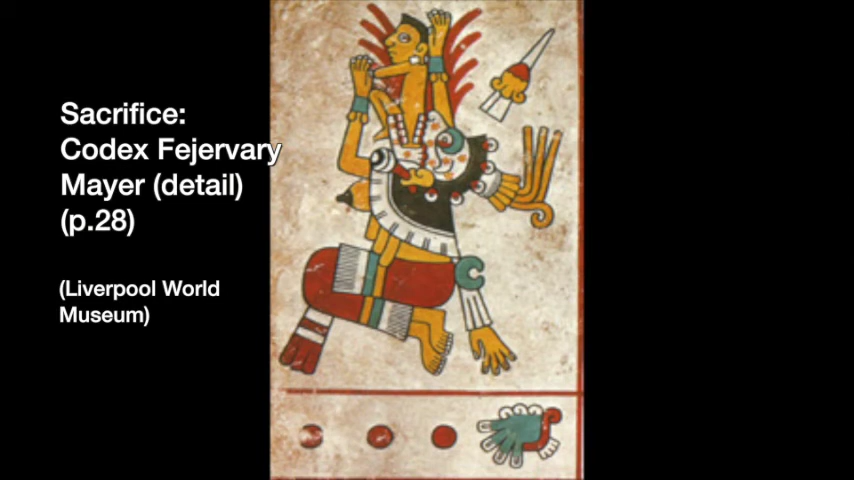 Sacrifice:
Codex Fejervary
Mayer (detail)
(p.28)
(Liverpool World
Museum)